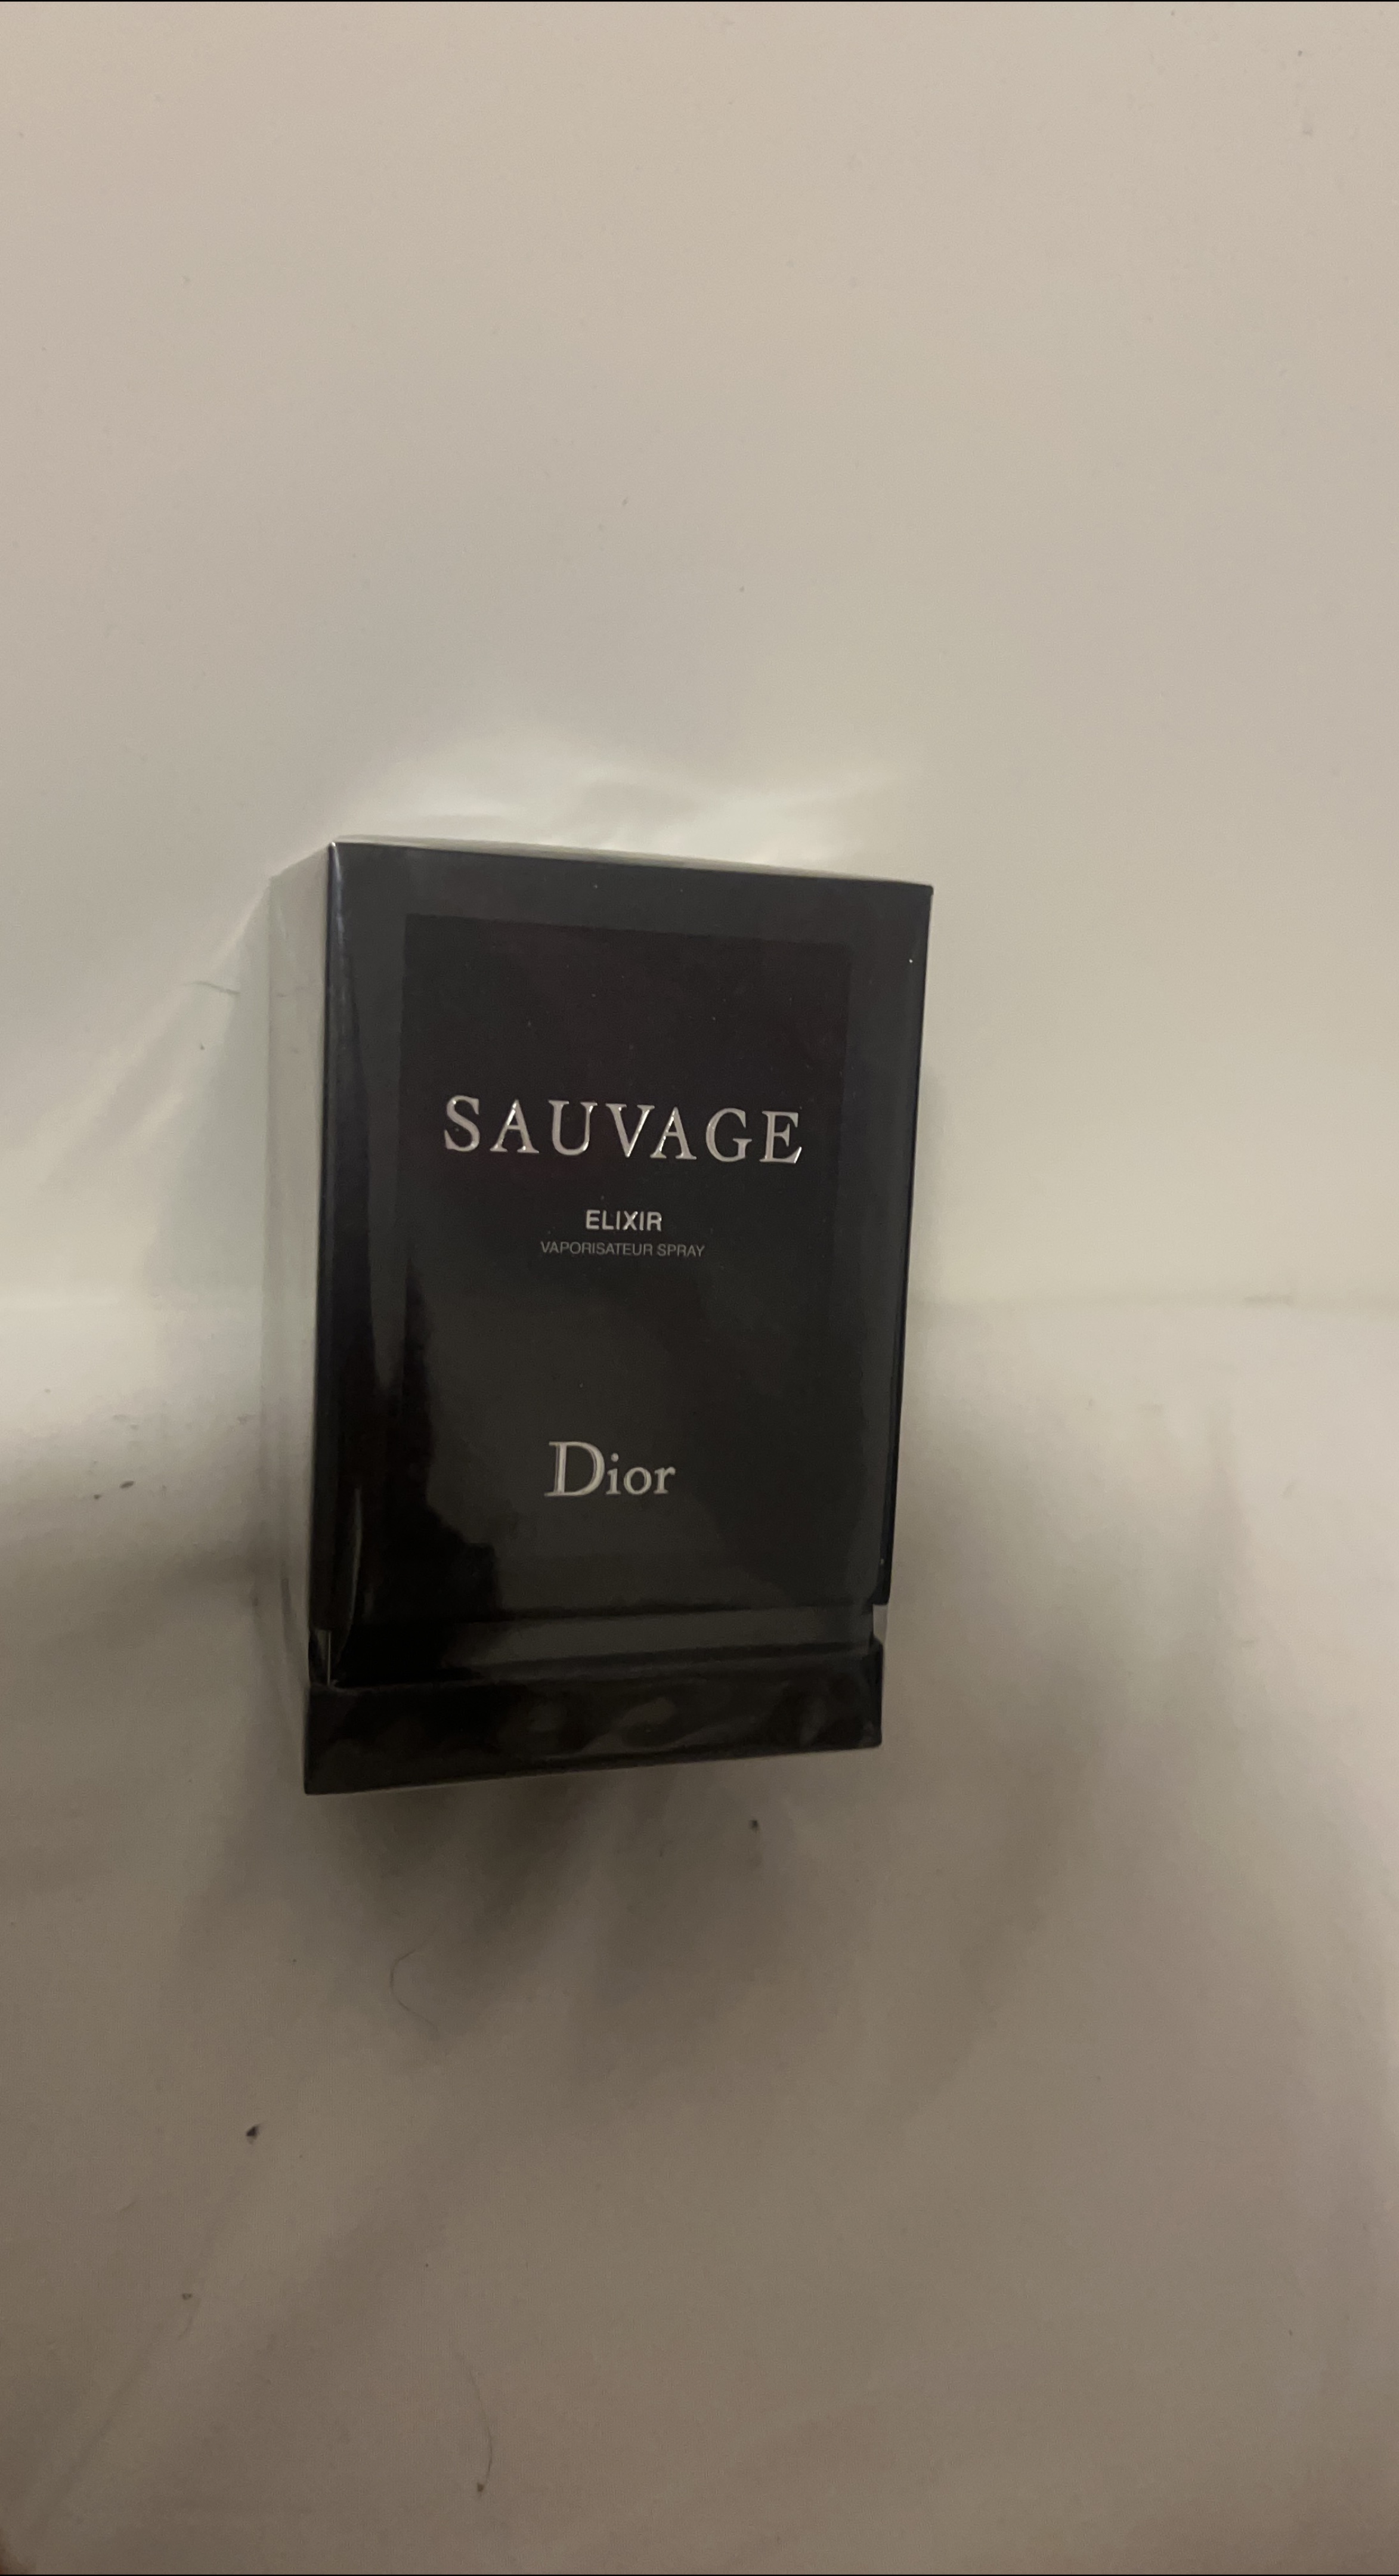 SAUVAGE
ELIXIR
VAPORISATEUR SPRAY
Dior